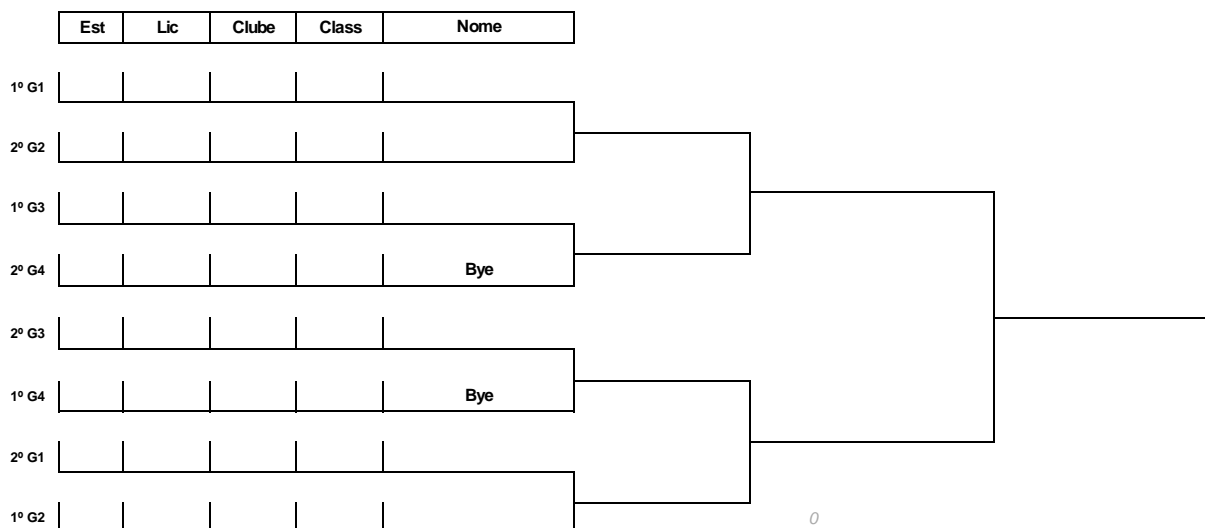 Est Lic Clube Class Nome
1º G1
2º G2
1º G3
2º G4 Bye
2º G3
1º G4 Bye
2º G1
1º G2 0